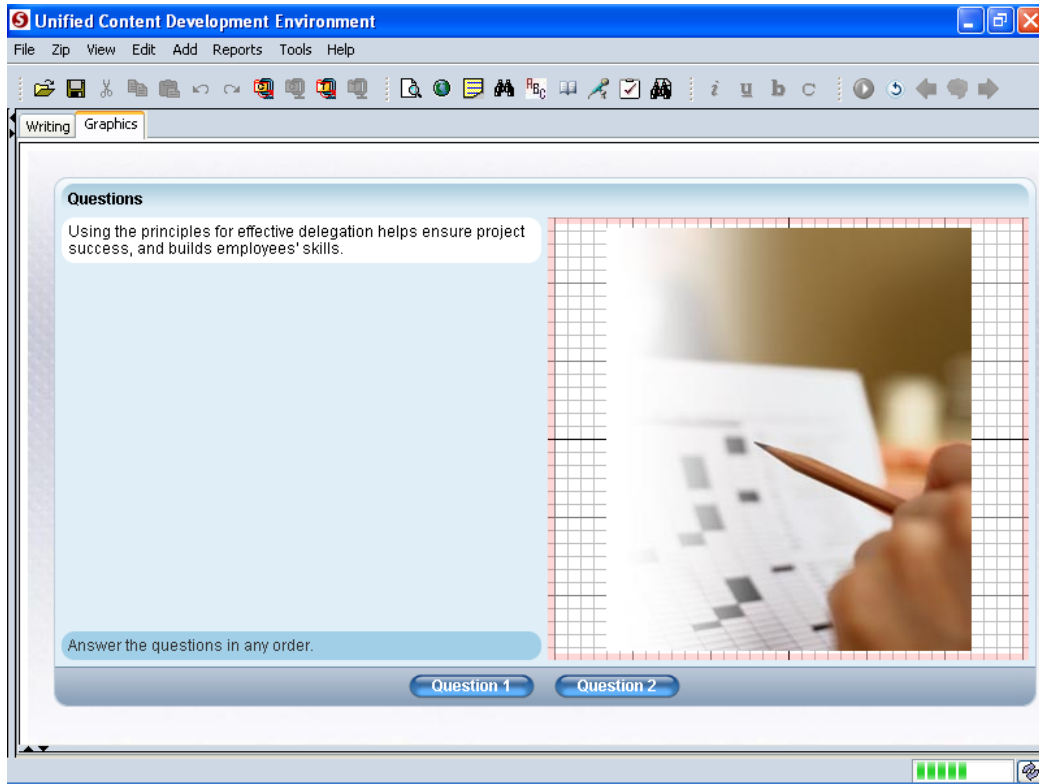 Unified Content Development Environment
File Zip View Edit Add Reports Tools Help
ABC i u b c
Writing Graphics
Questions
Using the principles for effective delegation helps ensure project
success, and builds employees' skills.
Answer the questions in any order.
Question 1 Question 2